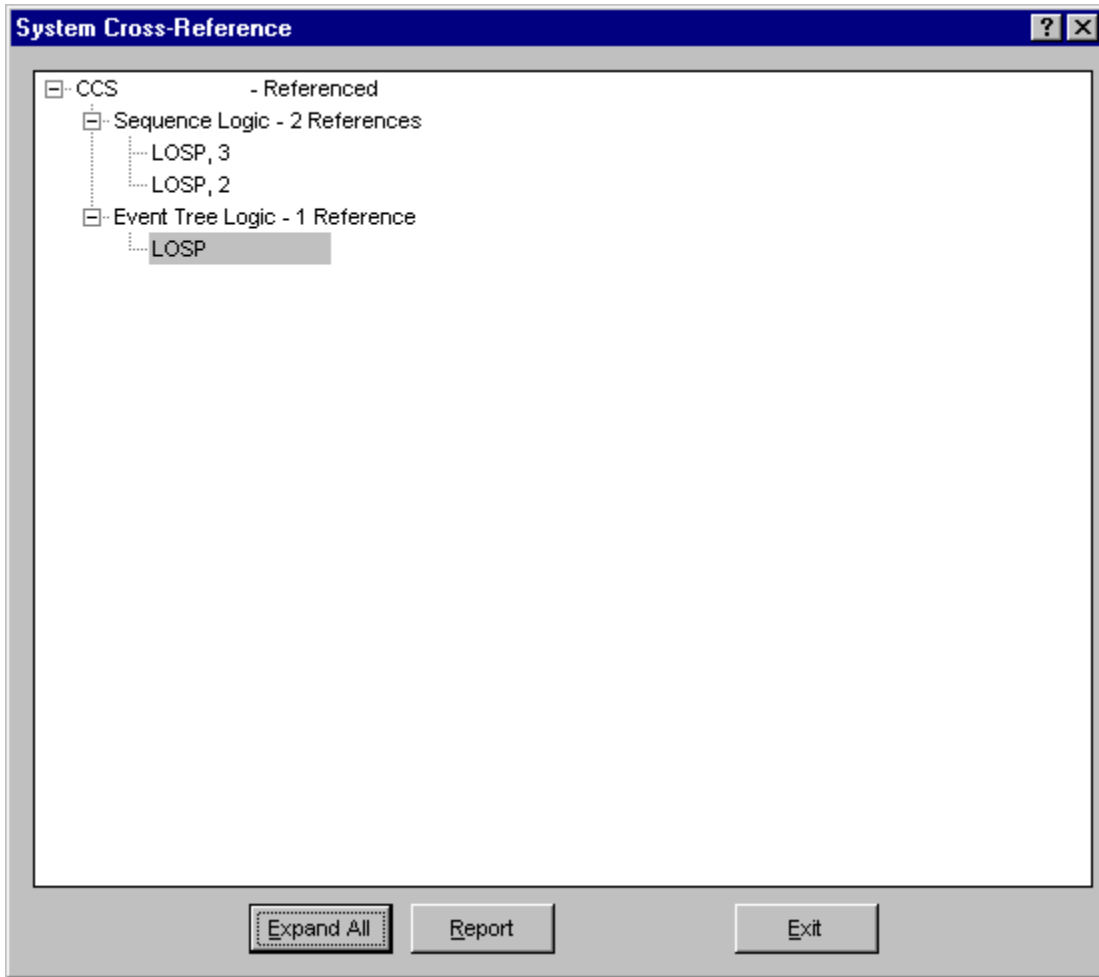 System Cross-Reference
CCS - Referenced
Sequence Logic - 2 References
LOSP, 3
LOSP, 2
Event Tree Logic - 1 Reference
LOSP
Expand All Report Exit